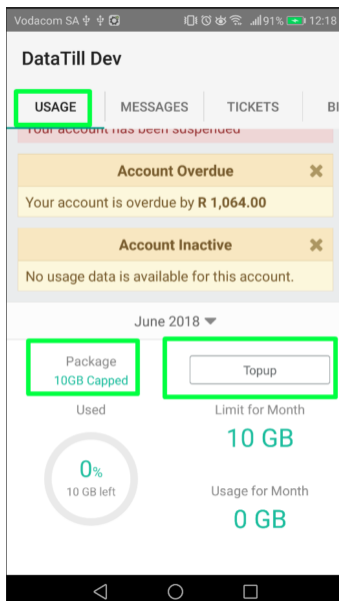 Vodacom SA 91% 12:18
DataTill Dev
USAGE MESSAGES TICKETS BI
Your account has been suspended
Account Overdue
Your account is overdue by R 1,064.00
Account Inactive
No usage data is available for this account.
June 2018
Package
10GB Capped
Topup
Used
Limit for Month
10 GB
0%
10 GB left
Usage for Month
0 GB